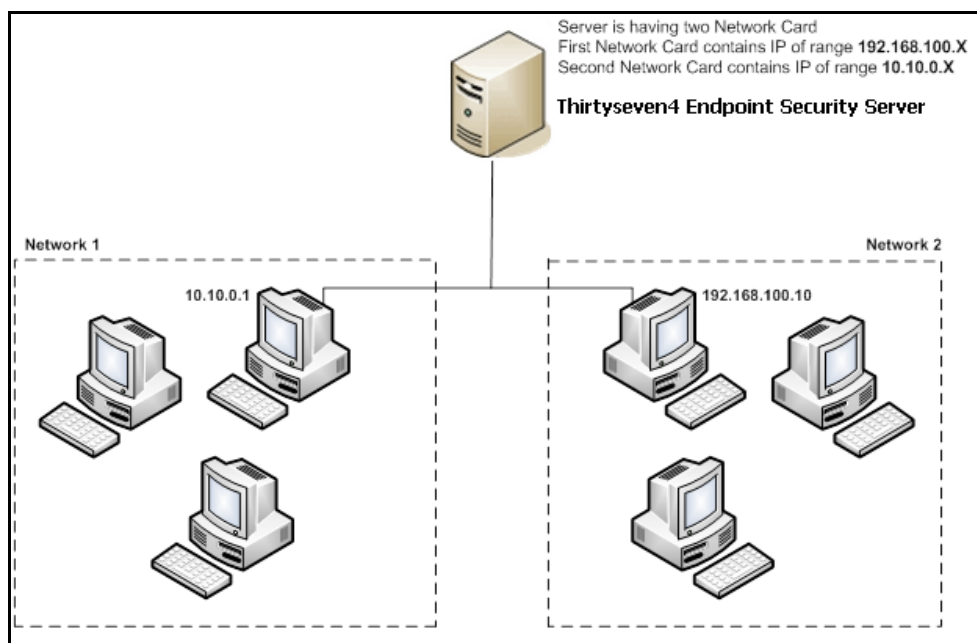 Server is having two Network Card
First Network Card contains IP of range 192.168.100.X
Second Network Card contains IP of range 10.10.0.X
Thirtyseven4 Endpoint Security Server
Network 1
Network 2
10.10.0.1
192.168.100.10